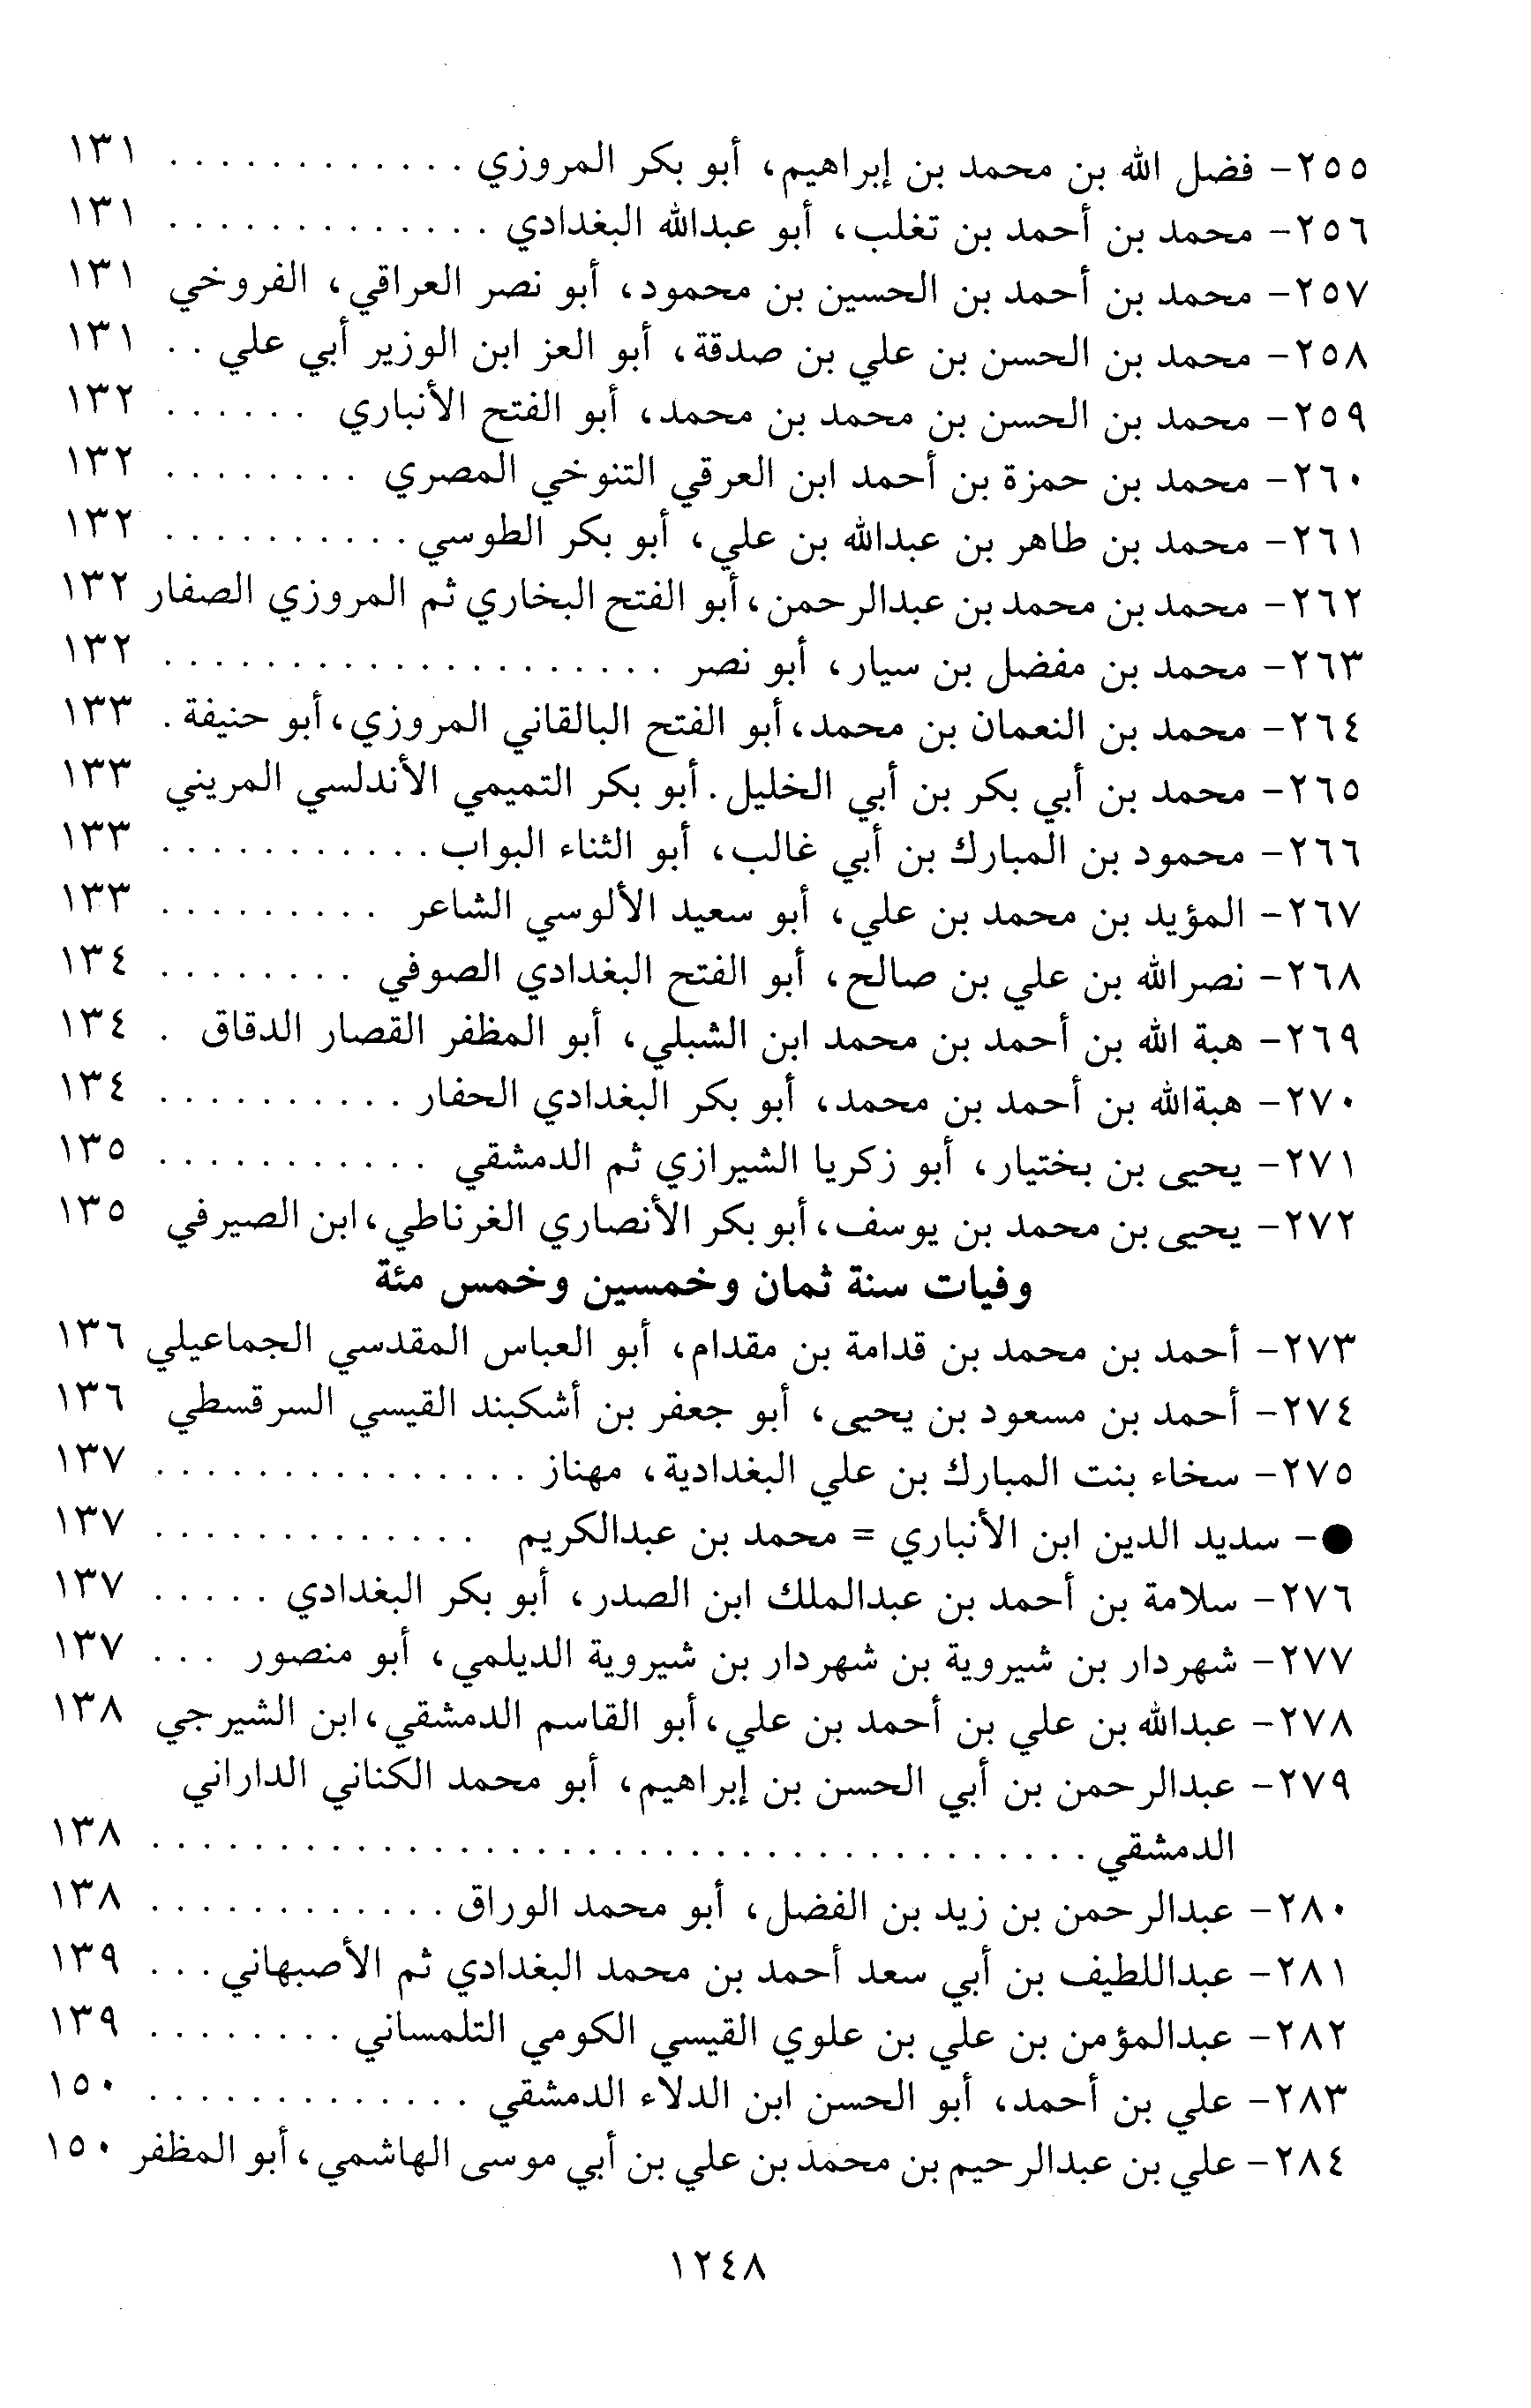 ٢٥٥- فضل الله بن محمد بن إبراهيم، أبو بكر المروزي . . . . . . . . . . . . ١٣١
٢٥٦- محمد بن أحمد بن تغلب، أبو عبدالله البغدادي . . . . . . . . . . . . . ١٣١
٢٥٧- محمد بن أحمد بن الحسين بن محمود، أبو نصر العراقي، الفروخي ١٣١
٢٥٨- محمد بن الحسن بن علي بن صدقة، أبو العز ابن الوزير أبي علي . . ١٣١
٢٥٩- محمد بن الحسن بن محمد بن محمد، أبو الفتح الأنباري . . . . . . ١٣٢
٢٦٠- محمد بن حمزة بن أحمد ابن العرقي التنوخي المصري . . . . . . . . ١٣٢
٢٦١- محمد بن طاهر بن عبدالله بن علي، أبو بكر الطوسي . . . . . . . . . . ١٣٢
٢٦٢- محمد بن محمد بن عبدالرحمن، أبو الفتح البخاري ثم المروزي الصفار ١٣٢
٢٦٣- محمد بن مفضل بن سيار، أبو نصر . . . . . . . . . . . . . . . . . . . . ١٣٢
٢٦٤- محمد بن النعمان بن محمد، أبو الفتح البالقاني المروزي، أبو حنيفة . ١٣٣
٢٦٥- محمد بن أبي بكر بن أبي الخليل. أبو بكر التميمي الأندلسي المريني ١٣٣
٢٦٦- محمود بن المبارك بن أبي غالب، أبو الثناء البواب . . . . . . . . . . . ١٣٣
٢٦٧- المؤيد بن محمد بن علي، أبو سعيد الألوسي الشاعر . . . . . . . . . ١٣٣
٢٦٨- نصرالله بن علي بن صالح، أبو الفتح البغدادي الصوفي . . . . . . . . ١٣٤
٢٦٩- هبة الله بن أحمد بن محمد ابن الشبلي، أبو المظفر القصار الدقاق . ١٣٤
٢٧٠- هبةالله بن أحمد بن محمد، أبو بكر البغدادي الحفار . . . . . . . . . . ١٣٤
٢٧١- يحيى بن بختيار، أبو زكريا الشيرازي ثم الدمشقي . . . . . . . . . . . ١٣٥
٢٧٢- يحيى بن محمد بن يوسف، أبو بكر الأنصاري الغرناطي، ابن الصيرفي ١٣٥
وفيات سنة ثمان وخمسين وخمس مئة
٢٧٣- أحمد بن محمد بن قدامة بن مقدام، أبو العباس المقدسي الجماعيلي ١٣٦
٢٧٤- أحمد بن مسعود بن يحيى، أبو جعفر بن أشكبند القيسي السرقسطي ١٣٦
٢٧٥- سخاء بنت المبارك بن علي البغدادية، مهناز . . . . . . . . . . . . . . . ١٣٧
●- سديد الدين ابن الأنباري = محمد بن عبدالكريم . . . . . . . . . . . . . ١٣٧
٢٧٦- سلامة بن أحمد بن عبدالملك ابن الصدر، أبو بكر البغدادي . . . . . ١٣٧
٢٧٧- شهردار بن شيروية بن شهردار بن شيروية الديلمي، أبو منصور . . . ١٣٧
٢٧٨- عبدالله بن علي بن أحمد بن علي، أبو القاسم الدمشقي، ابن الشيرجي ١٣٨
٢٧٩- عبدالرحمن بن أبي الحسن بن إبراهيم، أبو محمد الكناني الداراني
الدمشقي . . . . . . . . . . . . . . . . . . . . . . . . . . . . . . . . . . . . . ١٣٨
٢٨٠- عبدالرحمن بن زيد بن الفضل، أبو محمد الوراق . . . . . . . . . . . . ١٣٨
٢٨١- عبداللطيف بن أبي سعد أحمد بن محمد البغدادي ثم الأصبهاني . . . ١٣٩
٢٨٢- عبدالمؤمن بن علي بن علوي القيسي الكومي التلمساني . . . . . . . . ١٣٩
٢٨٣- علي بن أحمد، أبو الحسن ابن الدلاء الدمشقي . . . . . . . . . . . . . ١٥٠
٢٨٤- علي بن عبدالرحيم بن محمد بن علي بن أبي موسى الهاشمي، أبو المظفر ١٥٠
١٢٤٨